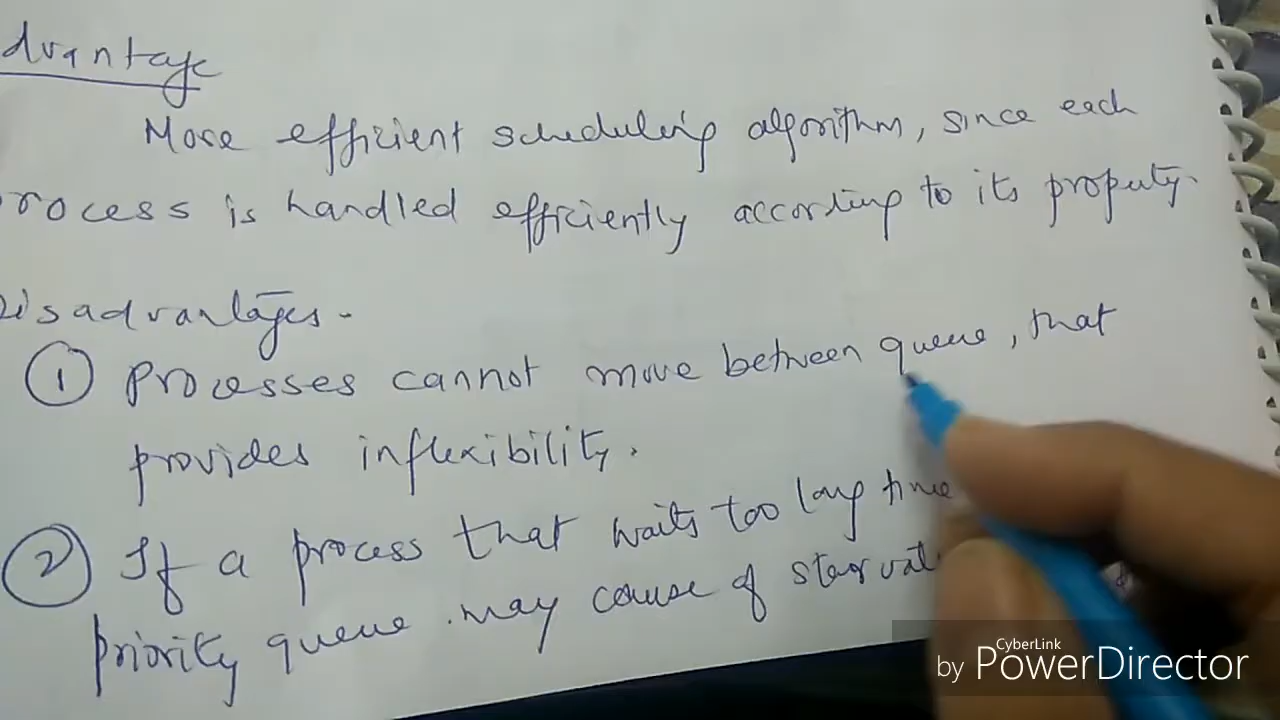 dvantage
More efficient scheduling algorithm, since each
rocess is handled efficiently according to its property.
Disadvantages -
① Processes cannot move between queue, that
provides inflexibility.
② If a process that waits too long time
priority queue . may cause of starvat
CyberLink
by PowerDirector